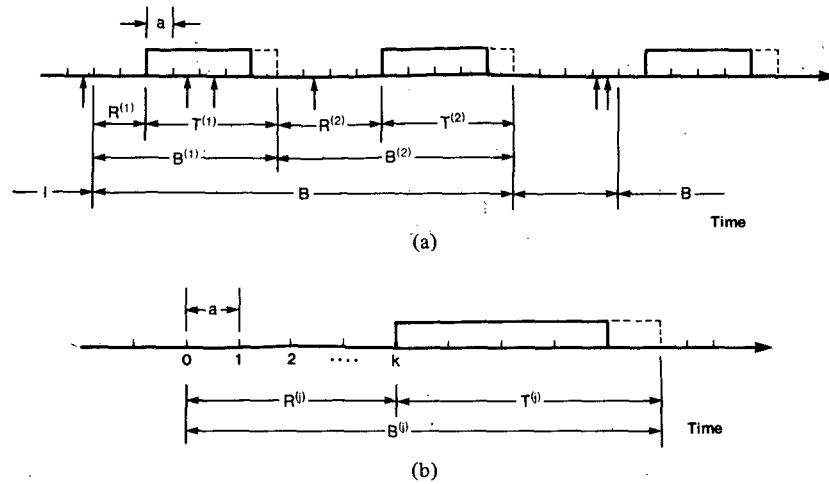 a
R(1) T(1) R(2) T(2)
B(1) B(2)
I B B
Time
(a)
a
0 1 2 .... k
R(j) T(j)
B(j) Time
(b)